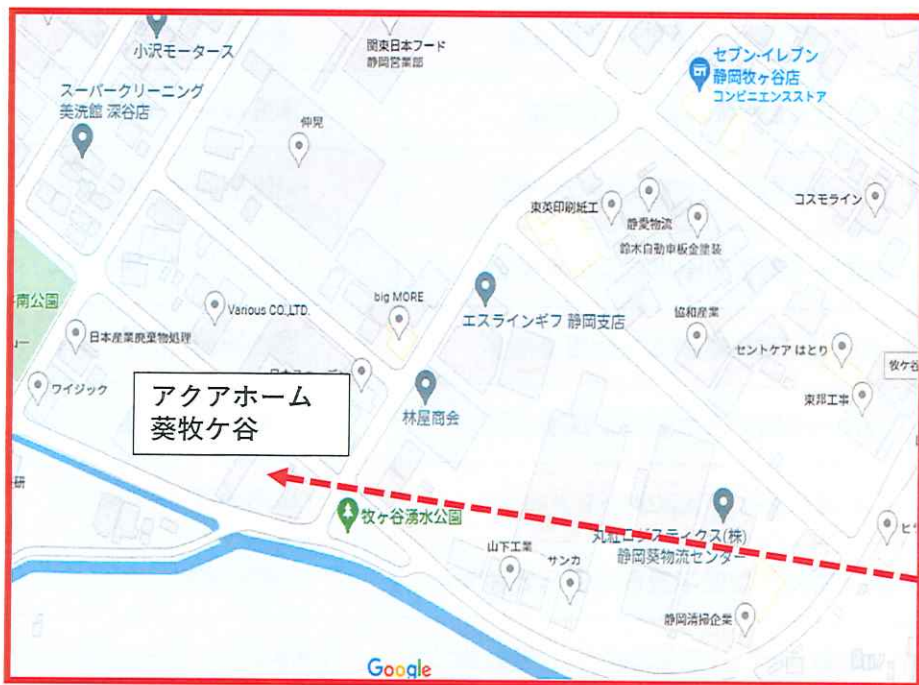 小沢モータース
関東日本フード
静岡営業部
セブン-イレブン
静岡牧ヶ谷店
コンビニエンスストア
スーパークリーニング
美洗館 深谷店
仲晃
コスモライン
東英印刷紙工
静愛物流
鈴木自動車板金塗装
南公園
Various CO.,LTD.
big MORE
エスラインギフ 静岡支店
協和産業
日本産業廃棄物処理
セントケア はとり
牧ケ谷
ワイジック
アクアホーム
葵牧ケ谷
林屋商会
東邦工事
研
牧ヶ谷湧水公園
丸紅ロジスティクス(株)
静岡葵物流センター
山下工業
サンカ
静岡清掃企業
Google